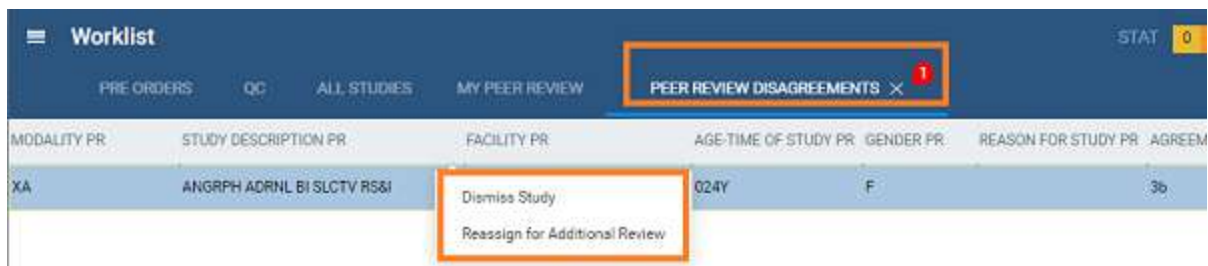 Worklist STAT 0
PRE ORDERS QC ALL STUDIES MY PEER REVIEW PEER REVIEW DISAGREEMENTS × 1
MODALITY PR STUDY DESCRIPTION PR FACILITY PR AGE-TIME OF STUDY PR GENDER PR REASON FOR STUDY PR AGREEM
XA ANGRPH ADRNL BI SLCTV RS&I 024Y F 3b
Dismiss Study
Reassign for Additional Review